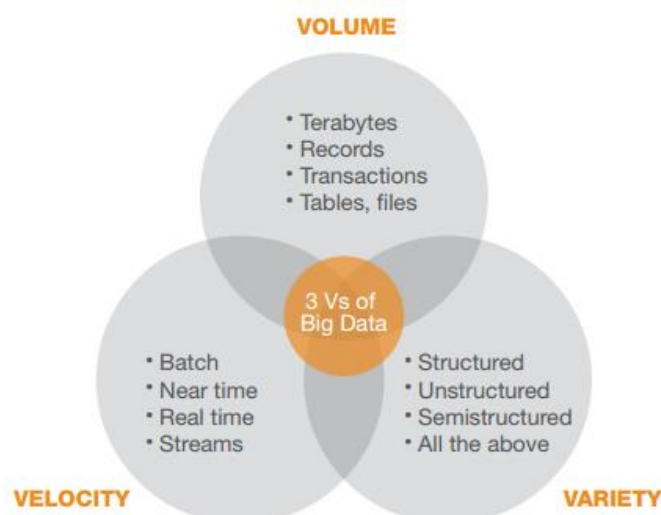 VOLUME
• Terabytes
• Records
• Transactions
• Tables, files
3 Vs of
Big Data
• Batch
• Near time
• Real time
• Streams
• Structured
• Unstructured
• Semistructured
• All the above
VELOCITY
VARIETY